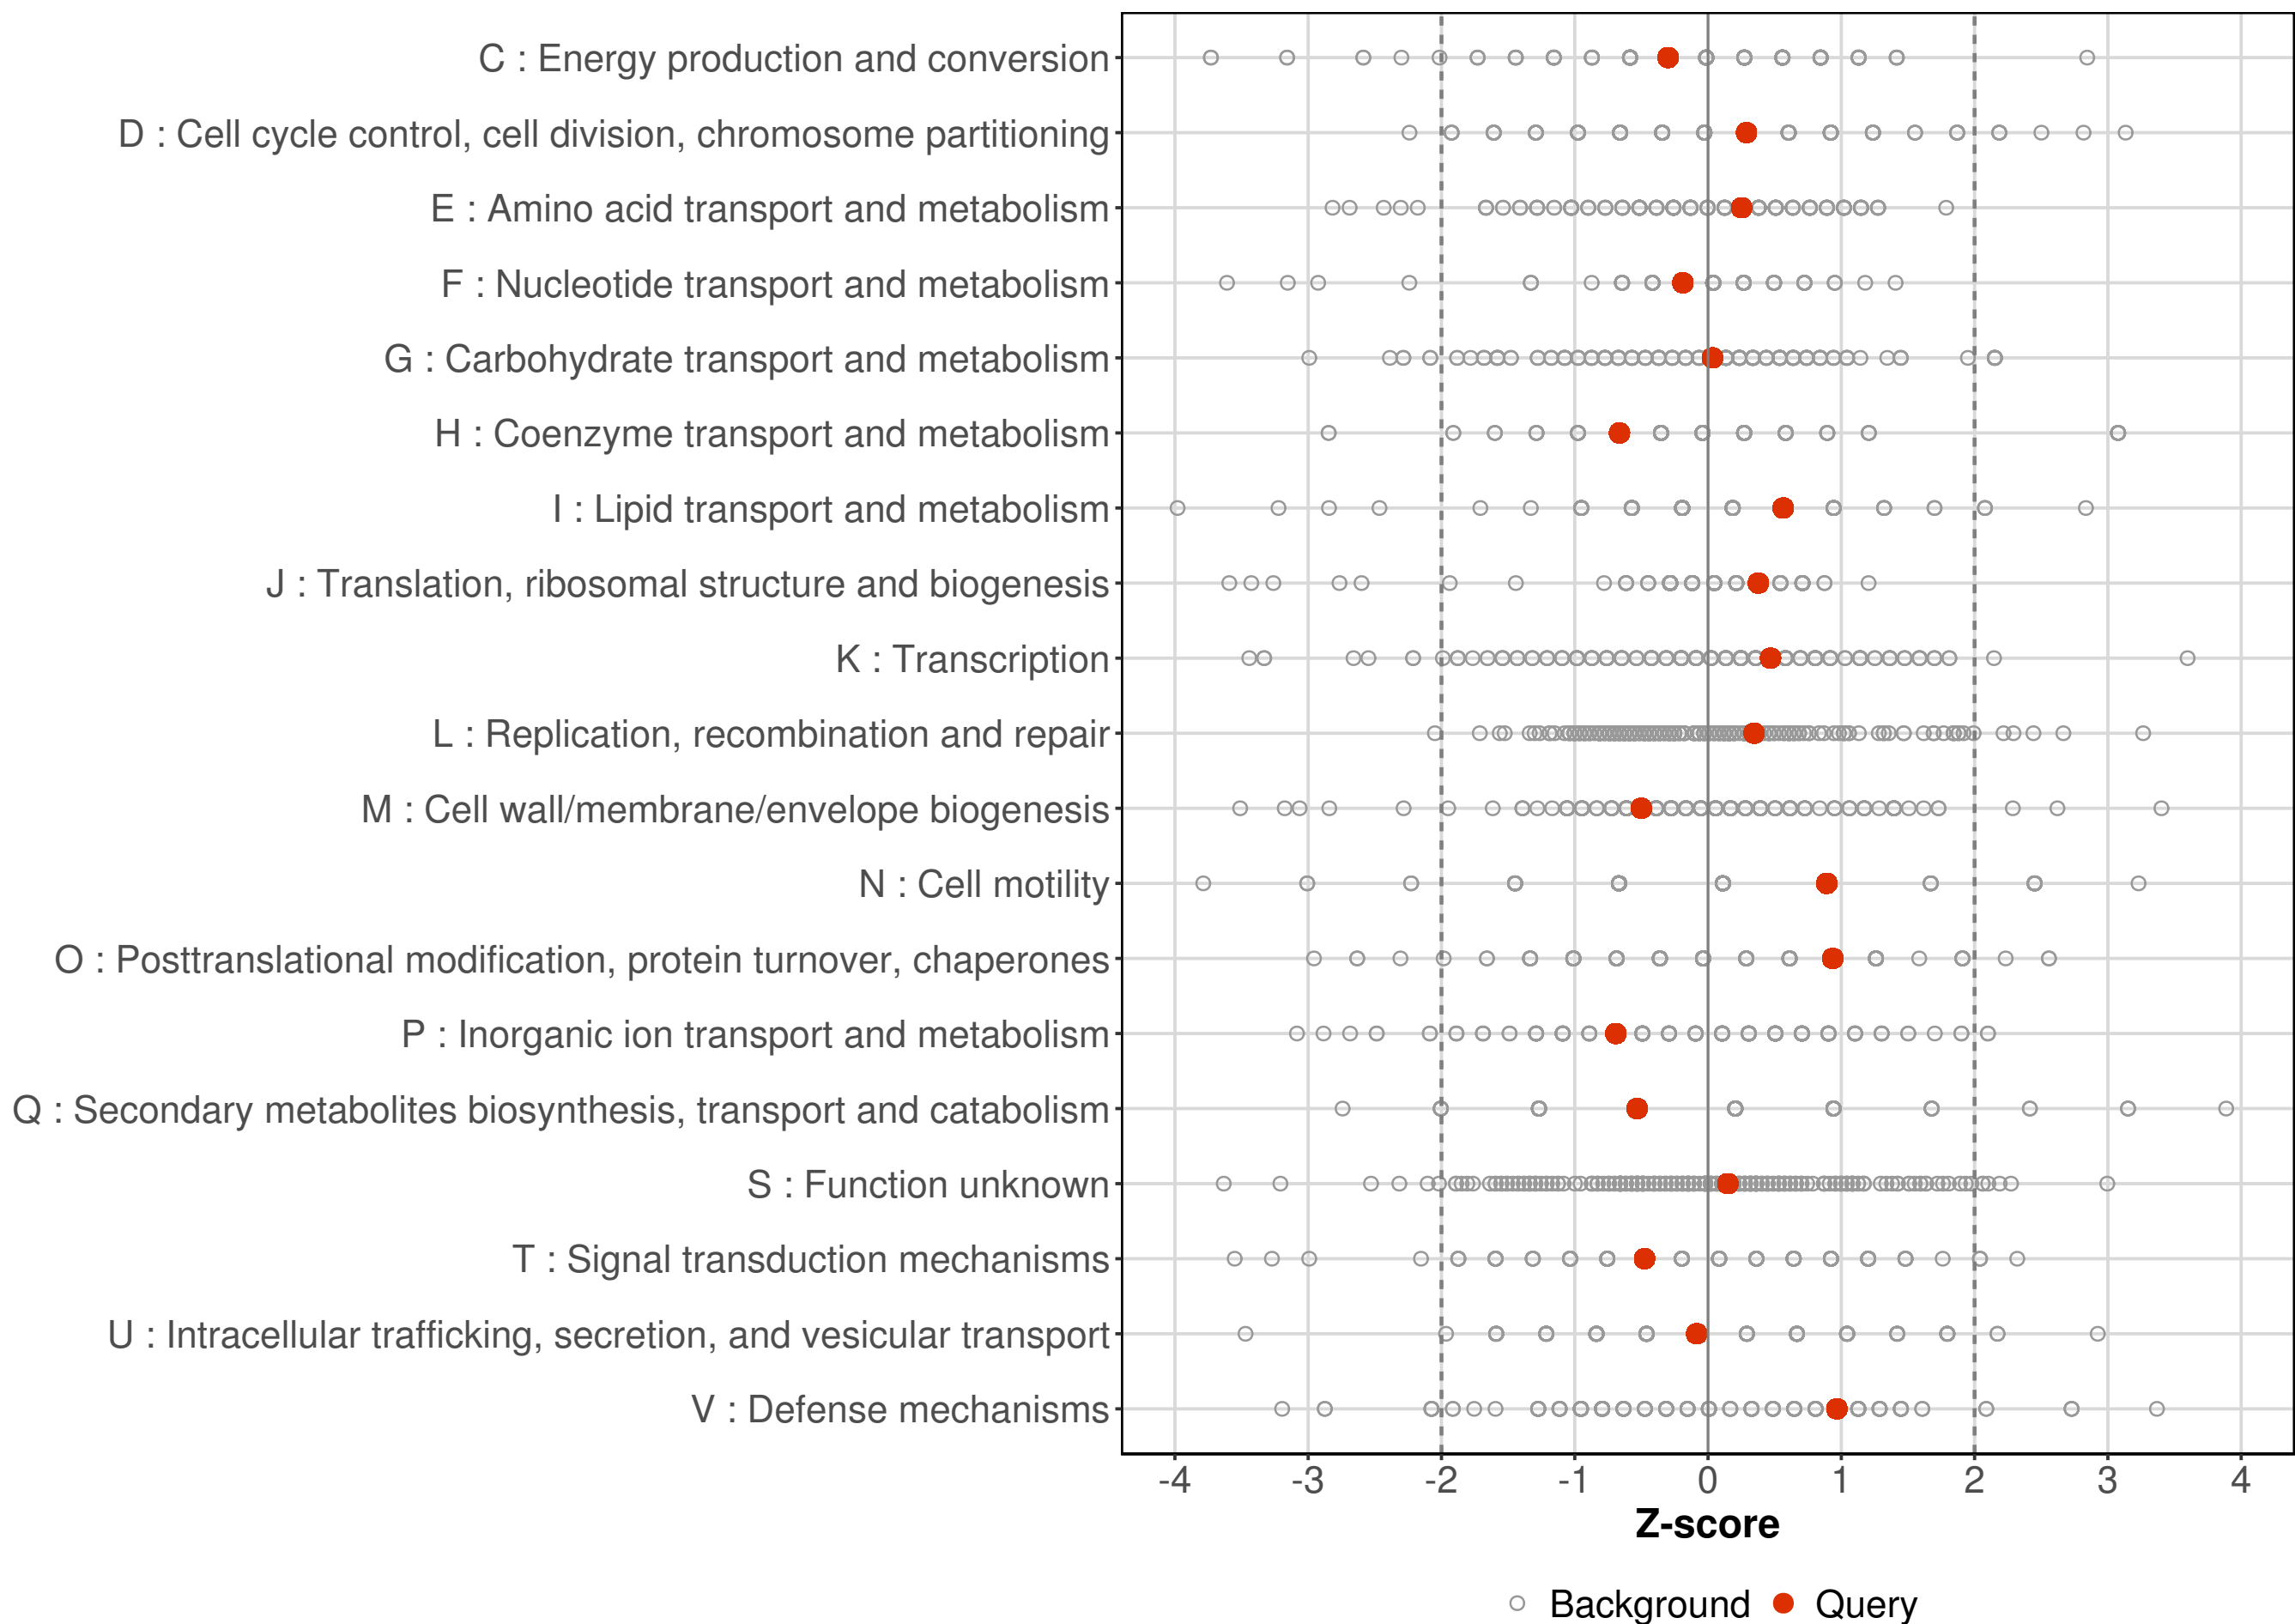 C : Energy production and conversion
D : Cell cycle control, cell division, chromosome partitioning
E : Amino acid transport and metabolism
F : Nucleotide transport and metabolism
G : Carbohydrate transport and metabolism
H : Coenzyme transport and metabolism
I : Lipid transport and metabolism
J : Translation, ribosomal structure and biogenesis
K : Transcription
L : Replication, recombination and repair
M : Cell wall/membrane/envelope biogenesis
N : Cell motility
O : Posttranslational modification, protein turnover, chaperones
P : Inorganic ion transport and metabolism
Q : Secondary metabolites biosynthesis, transport and catabolism
S : Function unknown
T : Signal transduction mechanisms
U : Intracellular trafficking, secretion, and vesicular transport
V : Defense mechanisms
-4 -3 -2 -1 0 1 2 3 4
Z-score
Background Query